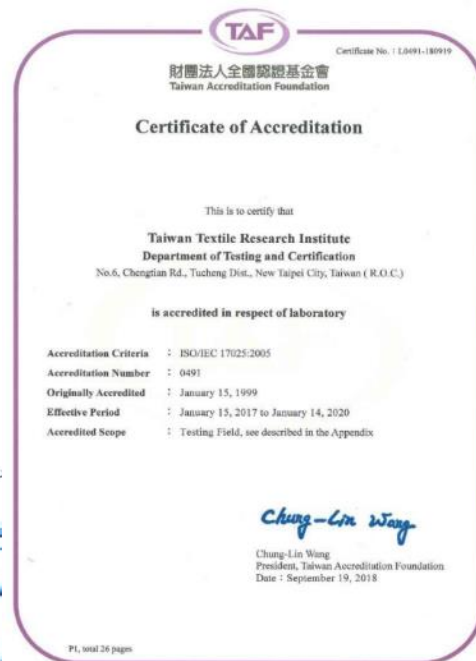 TAF
Certificate No. : L0491-180919
財團法人全國認證基金會
Taiwan Accreditation Foundation
Certificate of Accreditation
This is to certify that
Taiwan Textile Research Institute
Department of Testing and Certification
No.6, Chengtian Rd., Tucheng Dist., New Taipei City, Taiwan ( R.O.C.)
is accredited in respect of laboratory
Accreditation Criteria : ISO/IEC 17025:2005
Accreditation Number : 0491
Originally Accredited : January 15, 1999
Effective Period : January 15, 2017 to January 14, 2020
Accredited Scope : Testing Field, see described in the Appendix
Chung-Lin Wang
Chung-Lin Wang
President, Taiwan Accreditation Foundation
Date : September 19, 2018
P1, total 26 pages